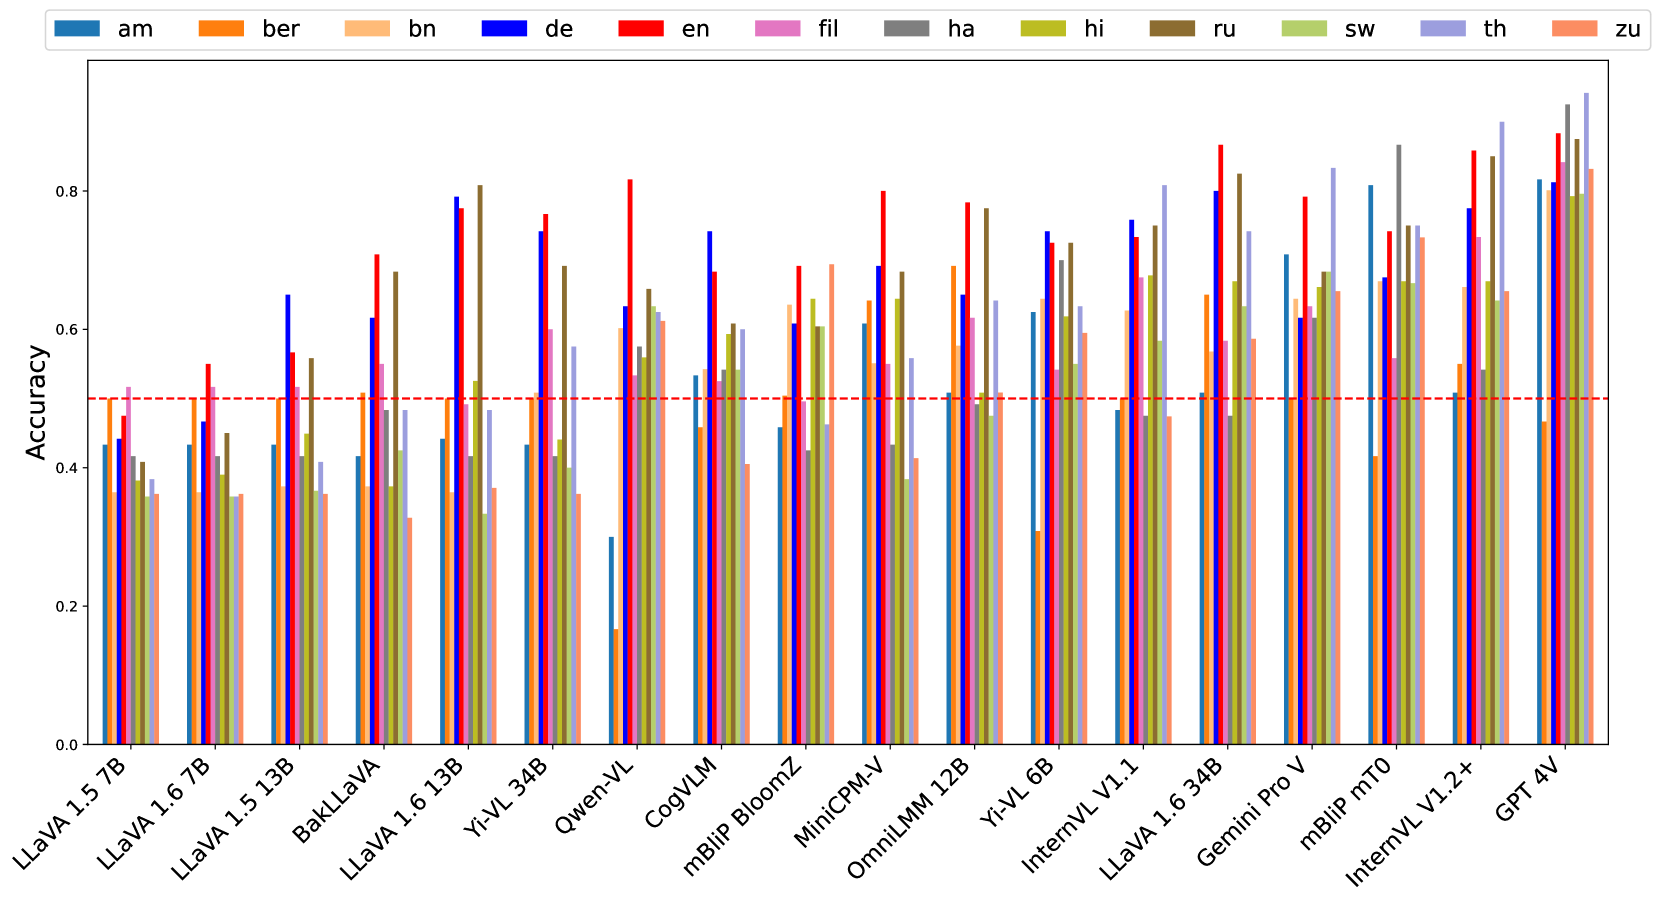 am ber bn de en fil ha hi ru sw th zu
Accuracy
0.8
0.6
0.4
0.2
0.0
LLaVA 1.5 7B
LLaVA 1.6 7B
LLaVA 1.5 13B
BakLLaVA
LLaVA 1.6 13B
Yi-VL 34B
Qwen-VL
CogVLM
mBliP BloomZ
MiniCPM-V
OmniLMM 12B
Yi-VL 6B
InternVL V1.1
LLaVA 1.6 34B
Gemini Pro V
mBliP mT0
InternVL V1.2+
GPT 4V